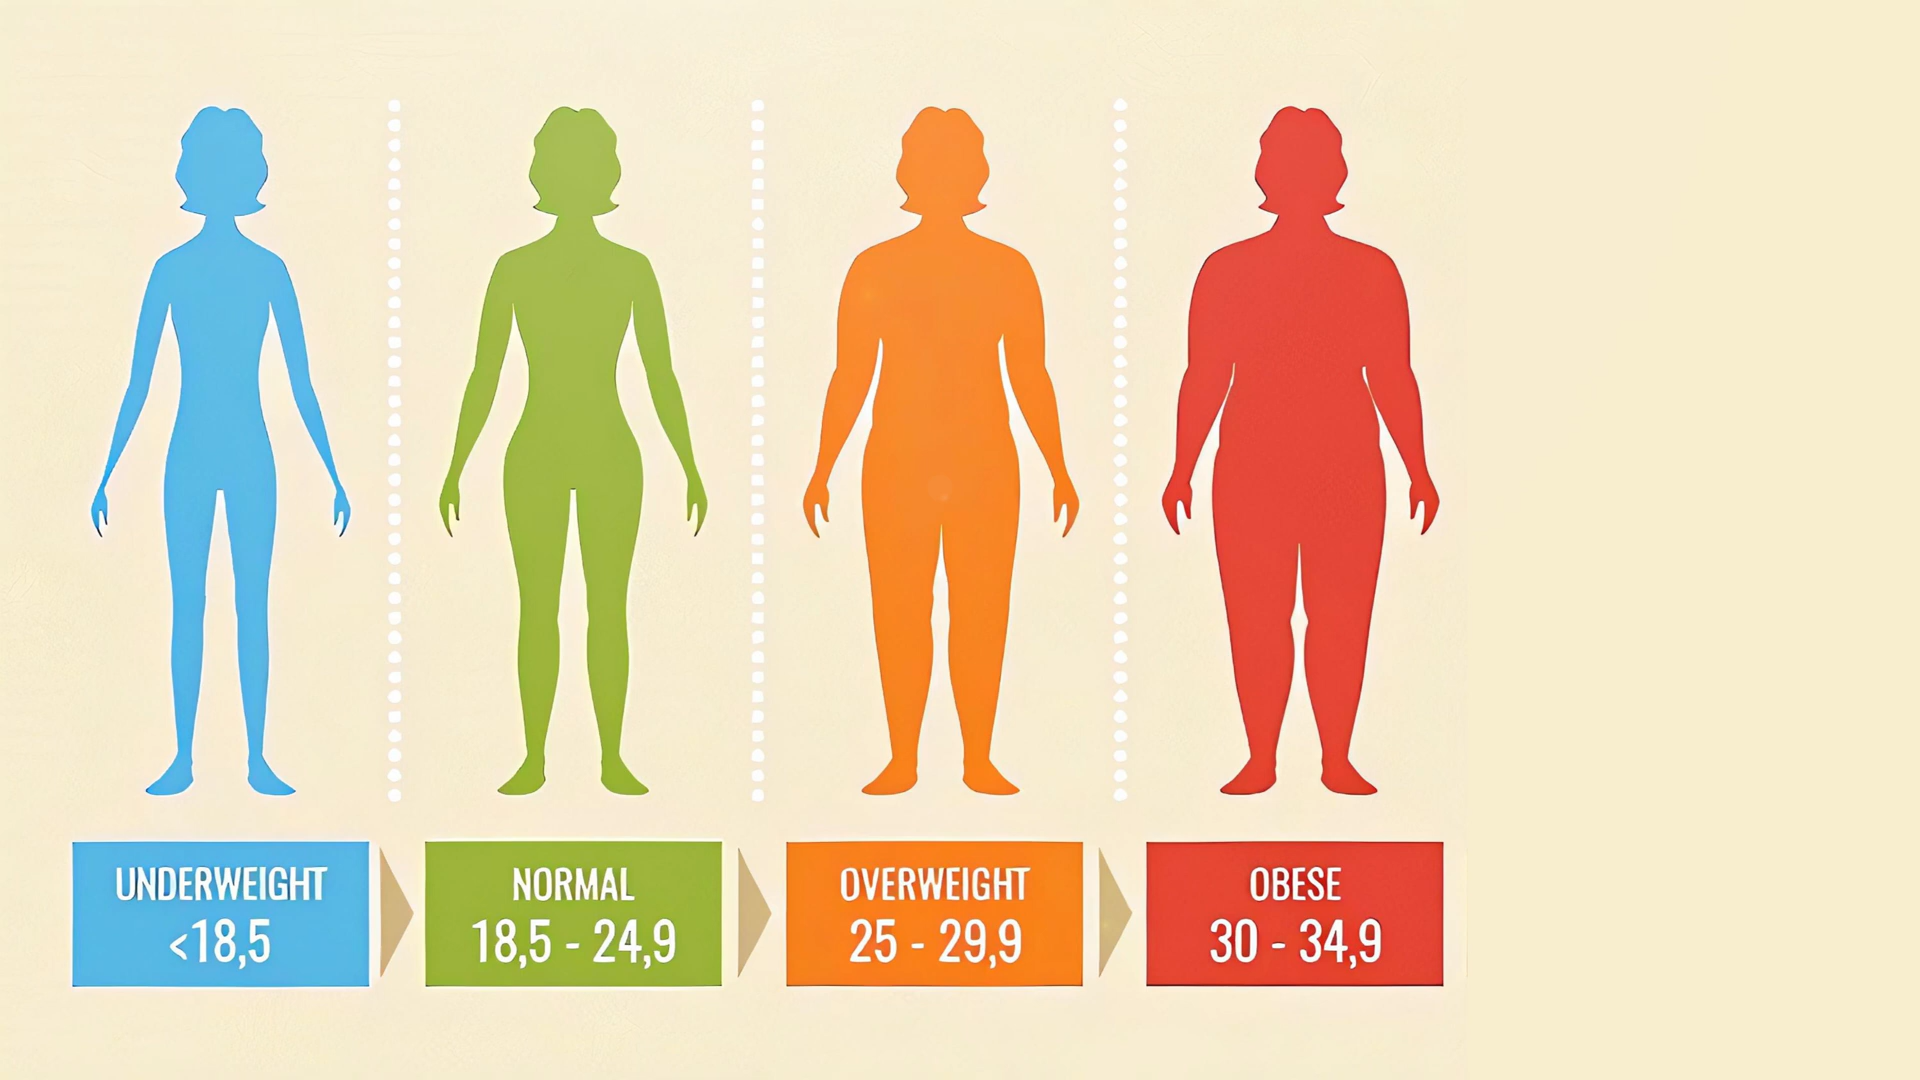 UNDERWEIGHT
<18,5
NORMAL
18,5 - 24,9
OVERWEIGHT
25 - 29,9
OBESE
30 - 34,9